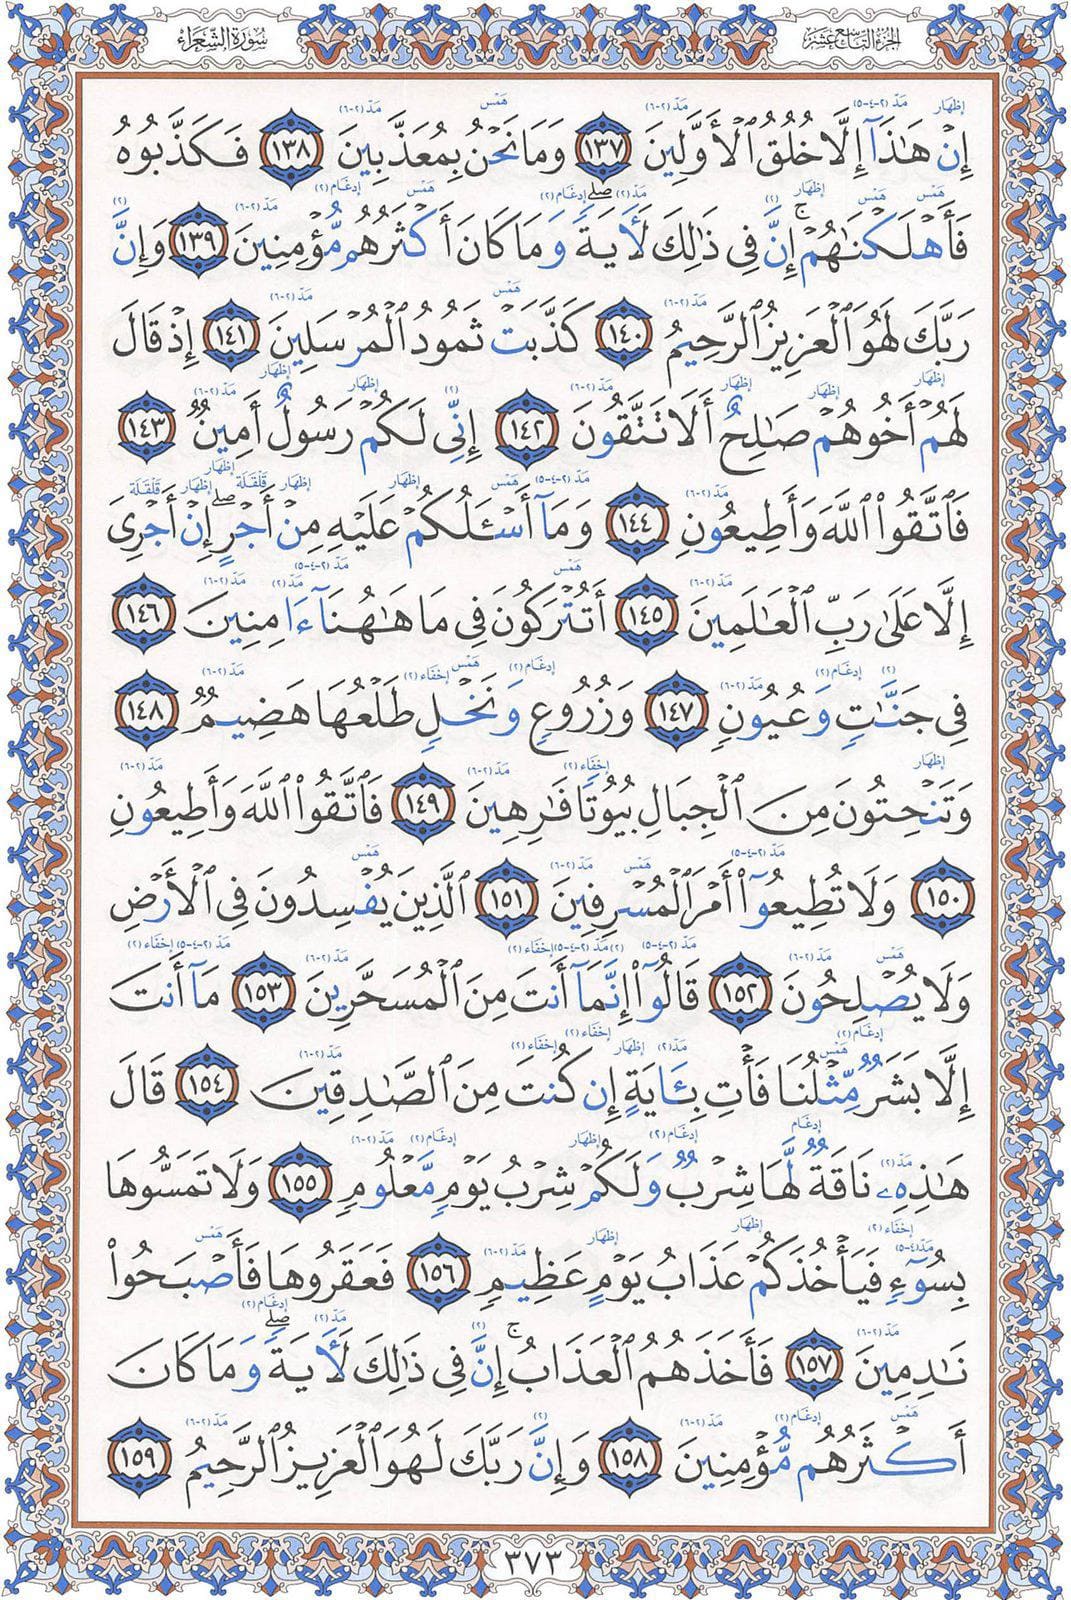 الجزء التاسع عشر
سورة الشعراء
إِنْ هَٰذَآ إِلَّا خُلُقُ ٱلْأَوَّلِينَ ١٣٧ وَمَا نَحْنُ بِمُعَذَّبِينَ ١٣٨ فَكَذَّبُوهُ
فَأَهْلَكْنَٰهُمْ ۚ إِنَّ فِى ذَٰلِكَ لَـَٔايَةً ۖ وَمَا كَانَ أَكْثَرُهُم مُّؤْمِنِينَ ١٣٩ وَإِنَّ
رَبَّكَ لَهُوَ ٱلْعَزِيزُ ٱلرَّحِيمُ ١٤٠ كَذَّبَتْ ثَمُودُ ٱلْمُرْسَلِينَ ١٤١ إِذْ قَالَ
لَهُمْ أَخُوهُمْ صَٰلِحٌ أَلَا تَتَّقُونَ ١٤٢ إِنِّى لَكُمْ رَسُولٌ أَمِينٌ ١٤٣
فَٱتَّقُوا۟ ٱللَّهَ وَأَطِيعُونِ ١٤٤ وَمَآ أَسْـَٔلُكُمْ عَلَيْهِ مِنْ أَجْرٍ ۖ إِنْ أَجْرِىَ
إِلَّا عَلَىٰ رَبِّ ٱلْعَٰلَمِينَ ١٤٥ أَتُتْرَكُونَ فِى مَا هَٰهُنَآ ءَامِنِينَ ١٤٦
فِى جَنَّٰتٍ وَعُيُونٍ ١٤٧ وَزُرُوعٍ وَنَخْلٍ طَلْعُهَا هَضِيمٌ ١٤٨
وَتَنْحِتُونَ مِنَ ٱلْجِبَالِ بُيُوتًا فَٰرِهِينَ ١٤٩ فَٱتَّقُوا۟ ٱللَّهَ وَأَطِيعُونِ
١٥٠ وَلَا تُطِيعُوٓا۟ أَمْرَ ٱلْمُسْرِفِينَ ١٥١ ٱلَّذِينَ يُفْسِدُونَ فِى ٱلْأَرْضِ
وَلَا يُصْلِحُونَ ١٥٢ قَالُوٓا۟ إِنَّمَآ أَنتَ مِنَ ٱلْمُسَحَّرِينَ ١٥٣ مَآ أَنتَ
إِلَّا بَشَرٌ مِّثْلُنَا فَأْتِ بِـَٔايَةٍ إِن كُنتَ مِنَ ٱلصَّٰدِقِينَ ١٥٤ قَالَ
هَٰذِهِۦ نَاقَةٌ لَّهَا شِرْبٌ وَلَكُمْ شِرْبُ يَوْمٍ مَّعْلُومٍ ١٥٥ وَلَا تَمَسُّوهَا
بِسُوٓءٍ فَيَأْخُذَكُمْ عَذَابُ يَوْمٍ عَظِيمٍ ١٥٦ فَعَقَرُوهَا فَأَصْبَحُوا۟
نَٰدِمِينَ ١٥٧ فَأَخَذَهُمُ ٱلْعَذَابُ ۚ إِنَّ فِى ذَٰلِكَ لَـَٔايَةً ۖ وَمَا كَانَ
أَكْثَرُهُم مُّؤْمِنِينَ ١٥٨ وَإِنَّ رَبَّكَ لَهُوَ ٱلْعَزِيزُ ٱلرَّحِيمُ ١٥٩
٣٧٣